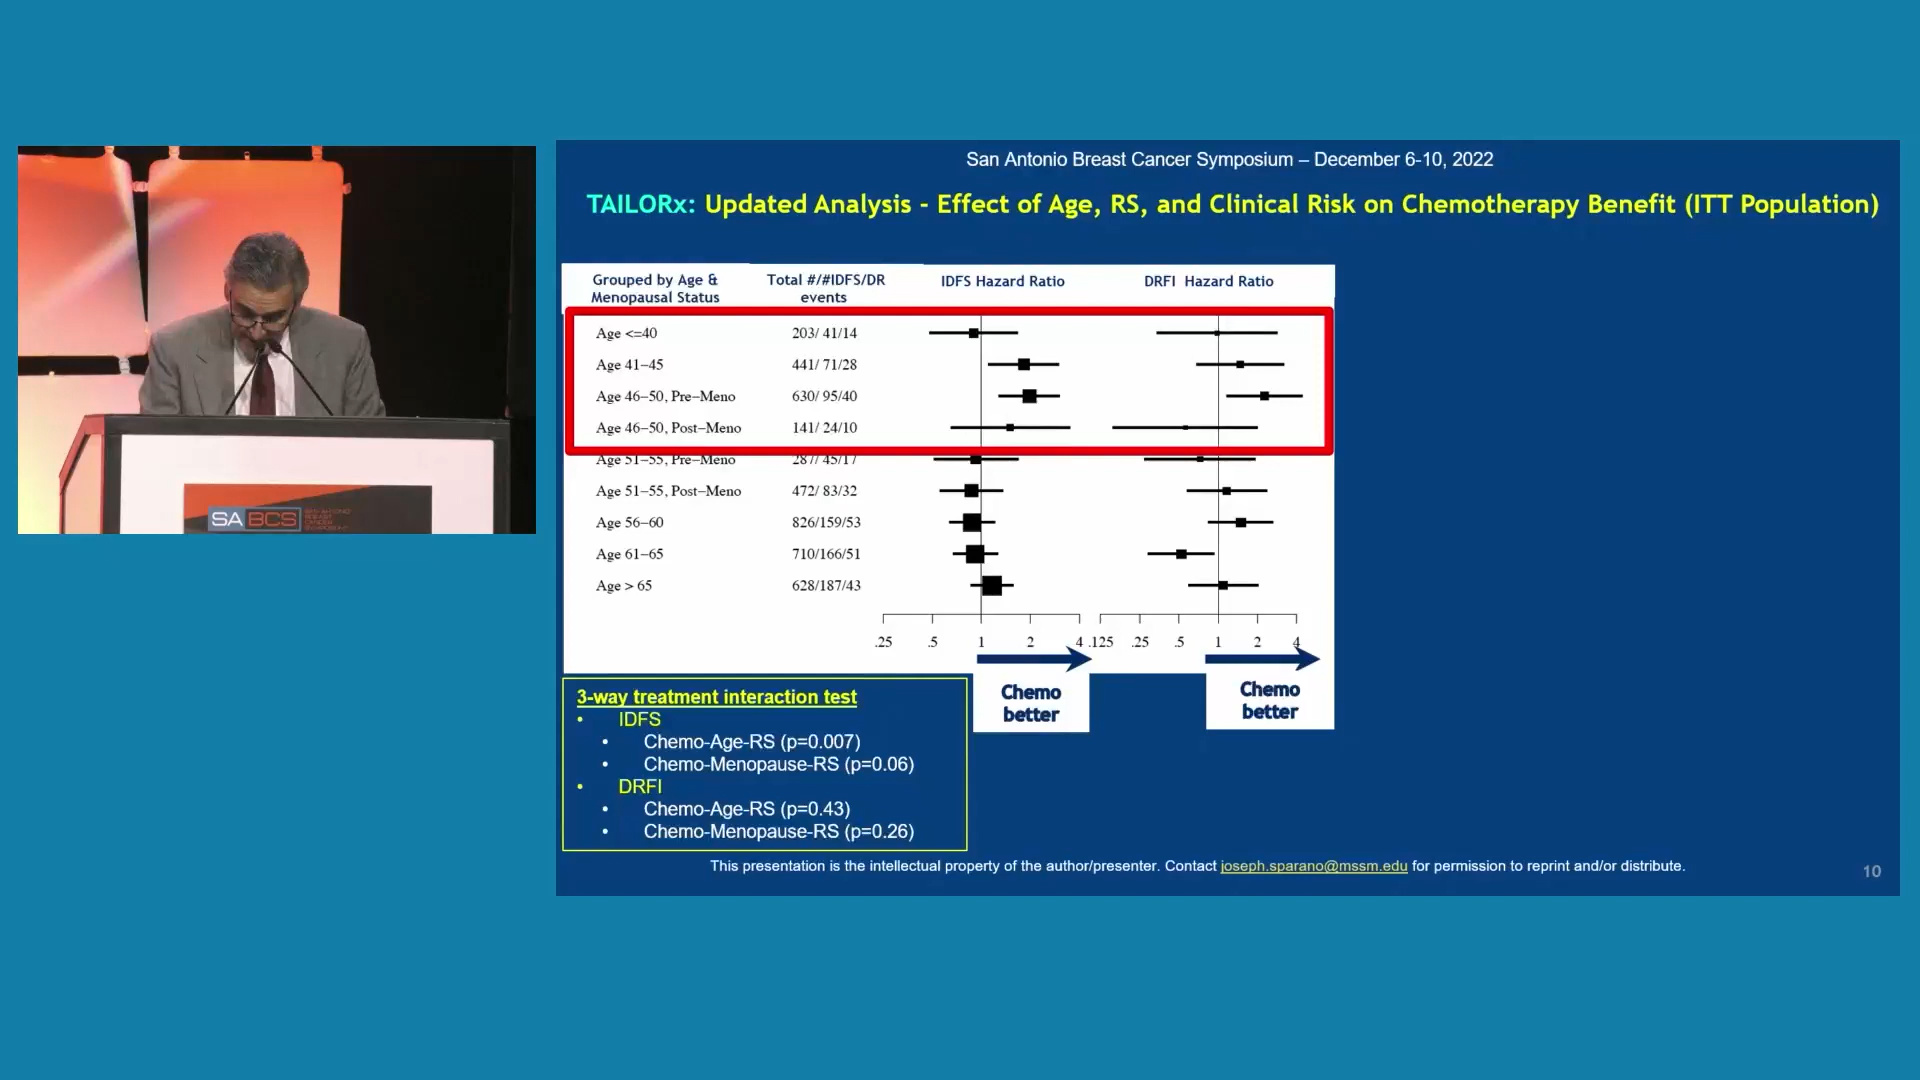 San Antonio Breast Cancer Symposium – December 6-10, 2022
TAILORx: Updated Analysis - Effect of Age, RS, and Clinical Risk on Chemotherapy Benefit (ITT Population)
Grouped by Age &
Menopausal Status
Total #/#IDFS/DR
events
IDFS Hazard Ratio
DRFI Hazard Ratio
Age <=40 203/ 41/14
Age 41–45 441/ 71/28
Age 46–50, Pre–Meno 630/ 95/40
Age 46–50, Post–Meno 141/ 24/10
Age 51–55, Pre–Meno 287/ 45/17
Age 51–55, Post–Meno 472/ 83/32
Age 56–60 826/159/53
Age 61–65 710/166/51
Age > 65 628/187/43
.25 .5 1 2 4 .125 .25 .5 1 2 4
Chemo
better
Chemo
better
3-way treatment interaction test
• IDFS
• Chemo-Age-RS (p=0.007)
• Chemo-Menopause-RS (p=0.06)
• DRFI
• Chemo-Age-RS (p=0.43)
• Chemo-Menopause-RS (p=0.26)
This presentation is the intellectual property of the author/presenter. Contact joseph.sparano@mssm.edu for permission to reprint and/or distribute.
10
SABCS